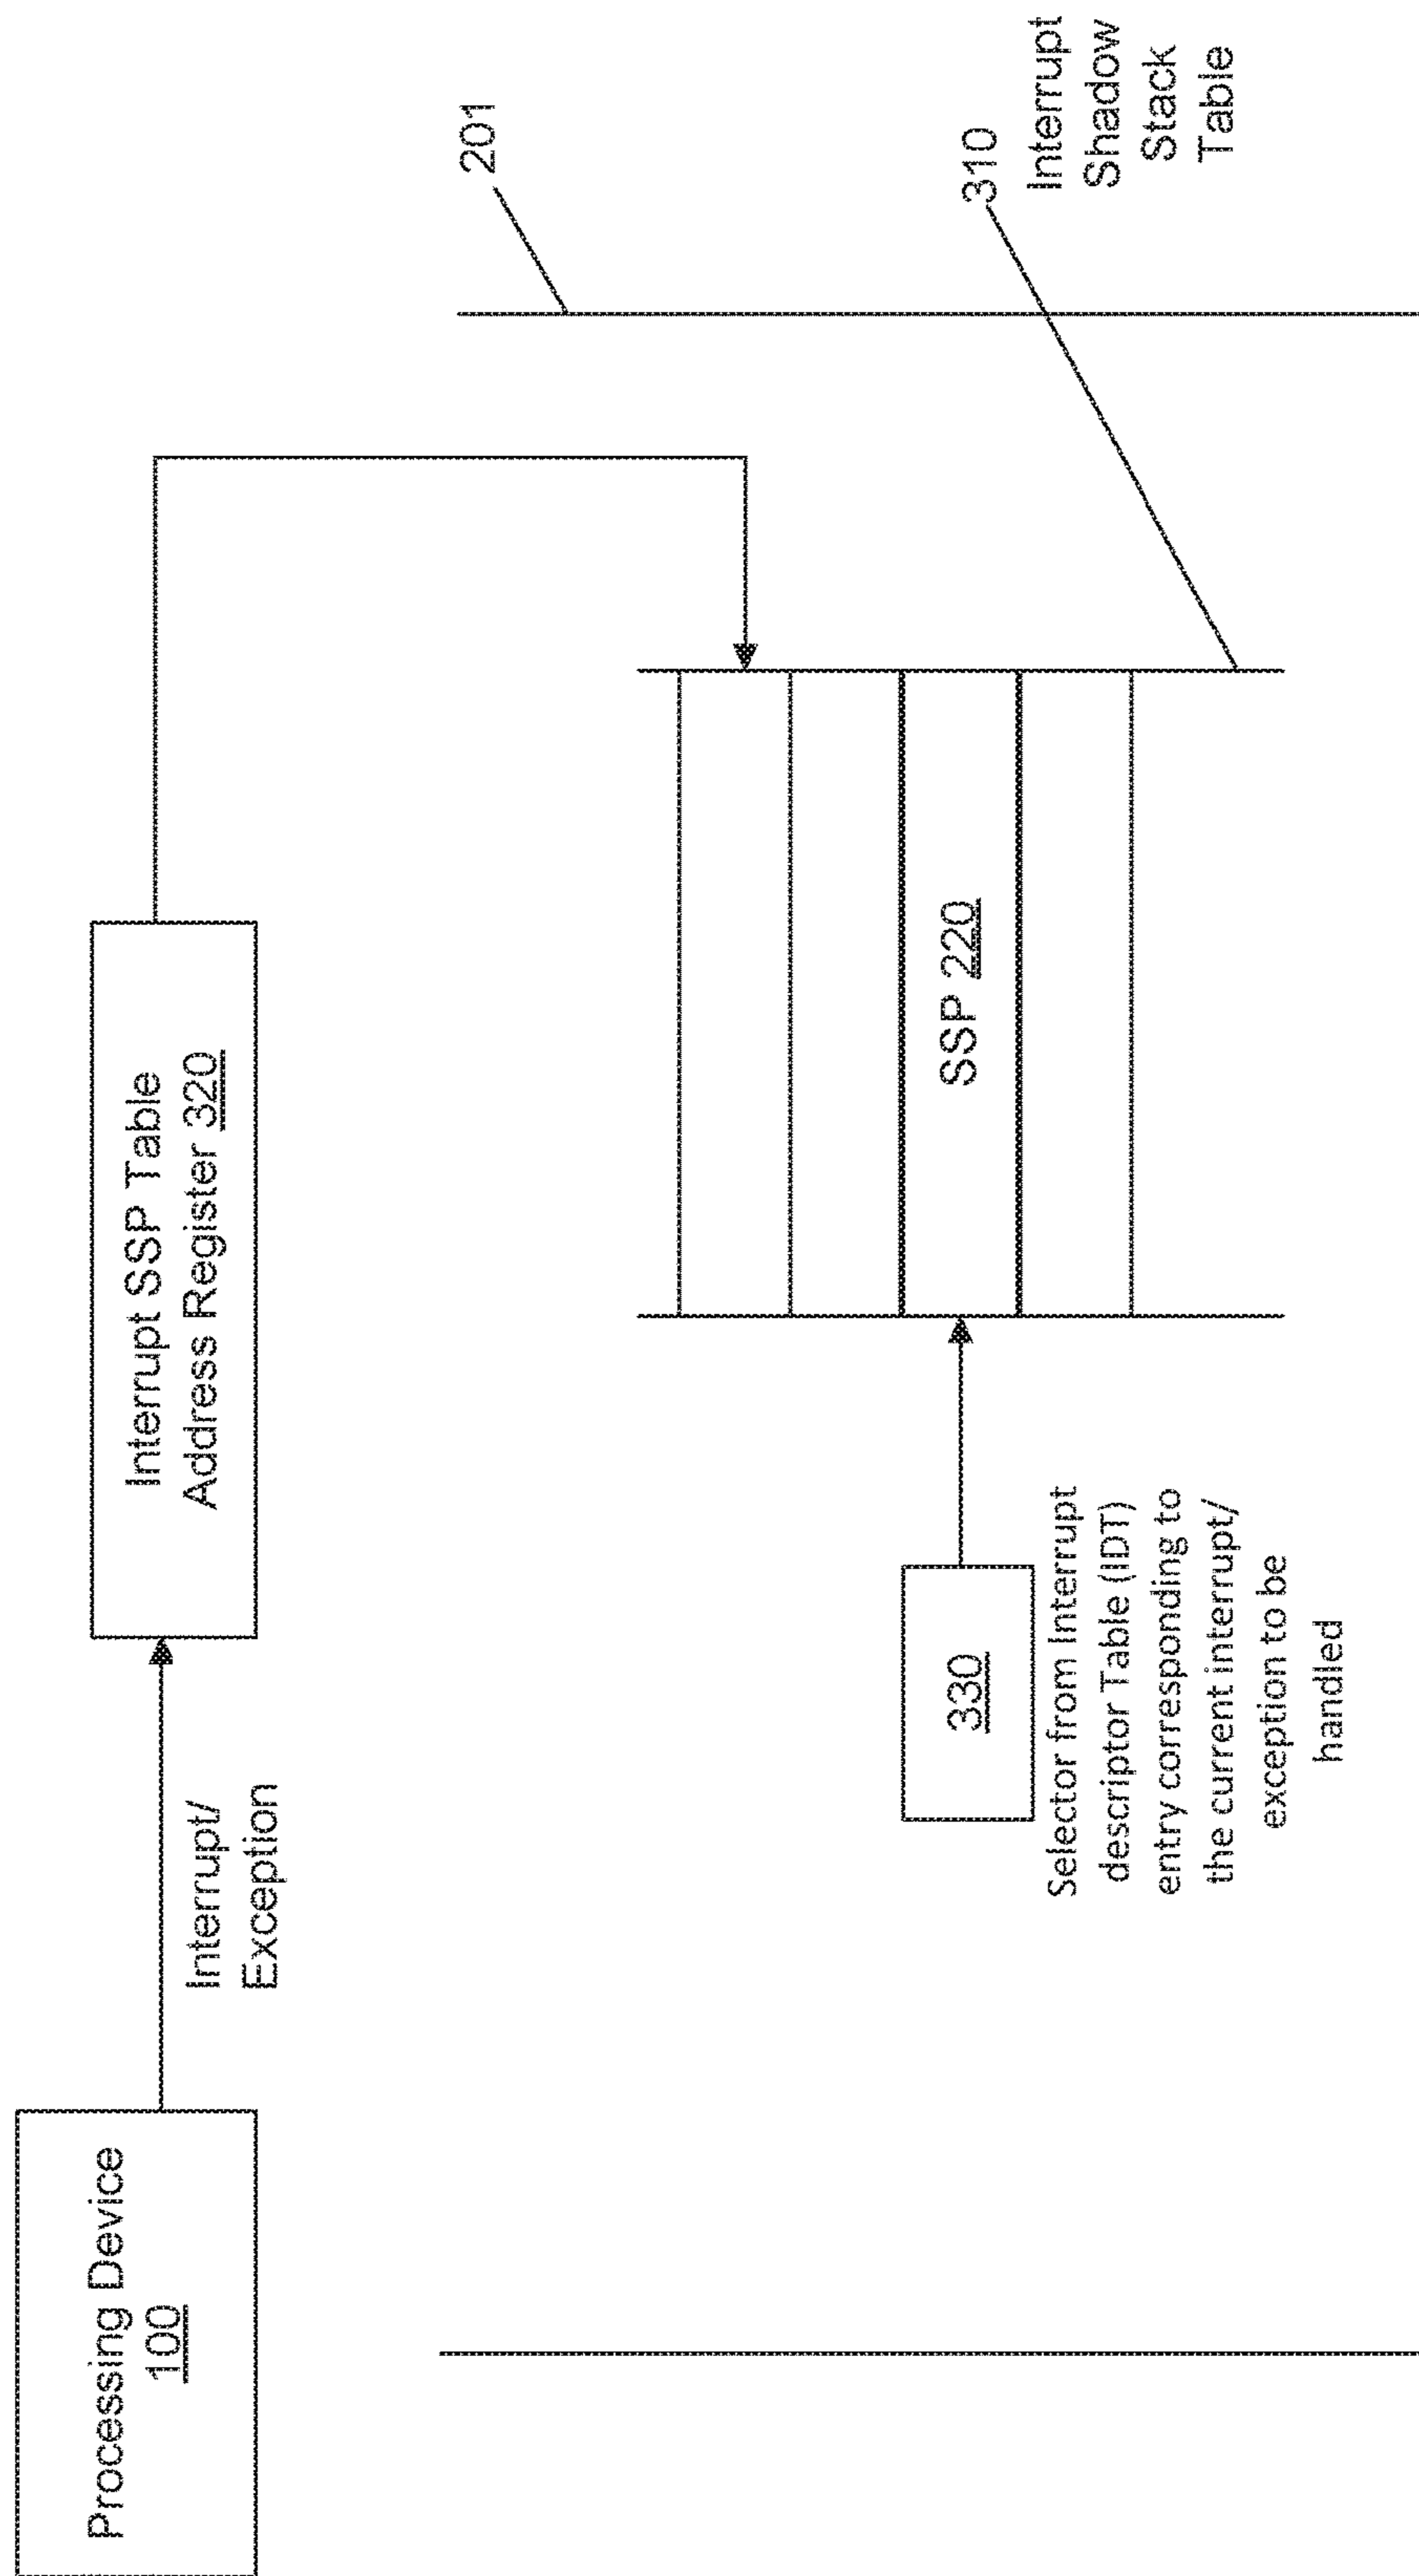 Processing Device
100
Interrupt/
Exception
Interrupt SSP Table
Address Register 320
201
310
Interrupt
Shadow
Stack
Table
SSP 220
330
Selector from Interrupt
descriptor Table (IDT)
entry corresponding to
the current interrupt/
exception to be
handled